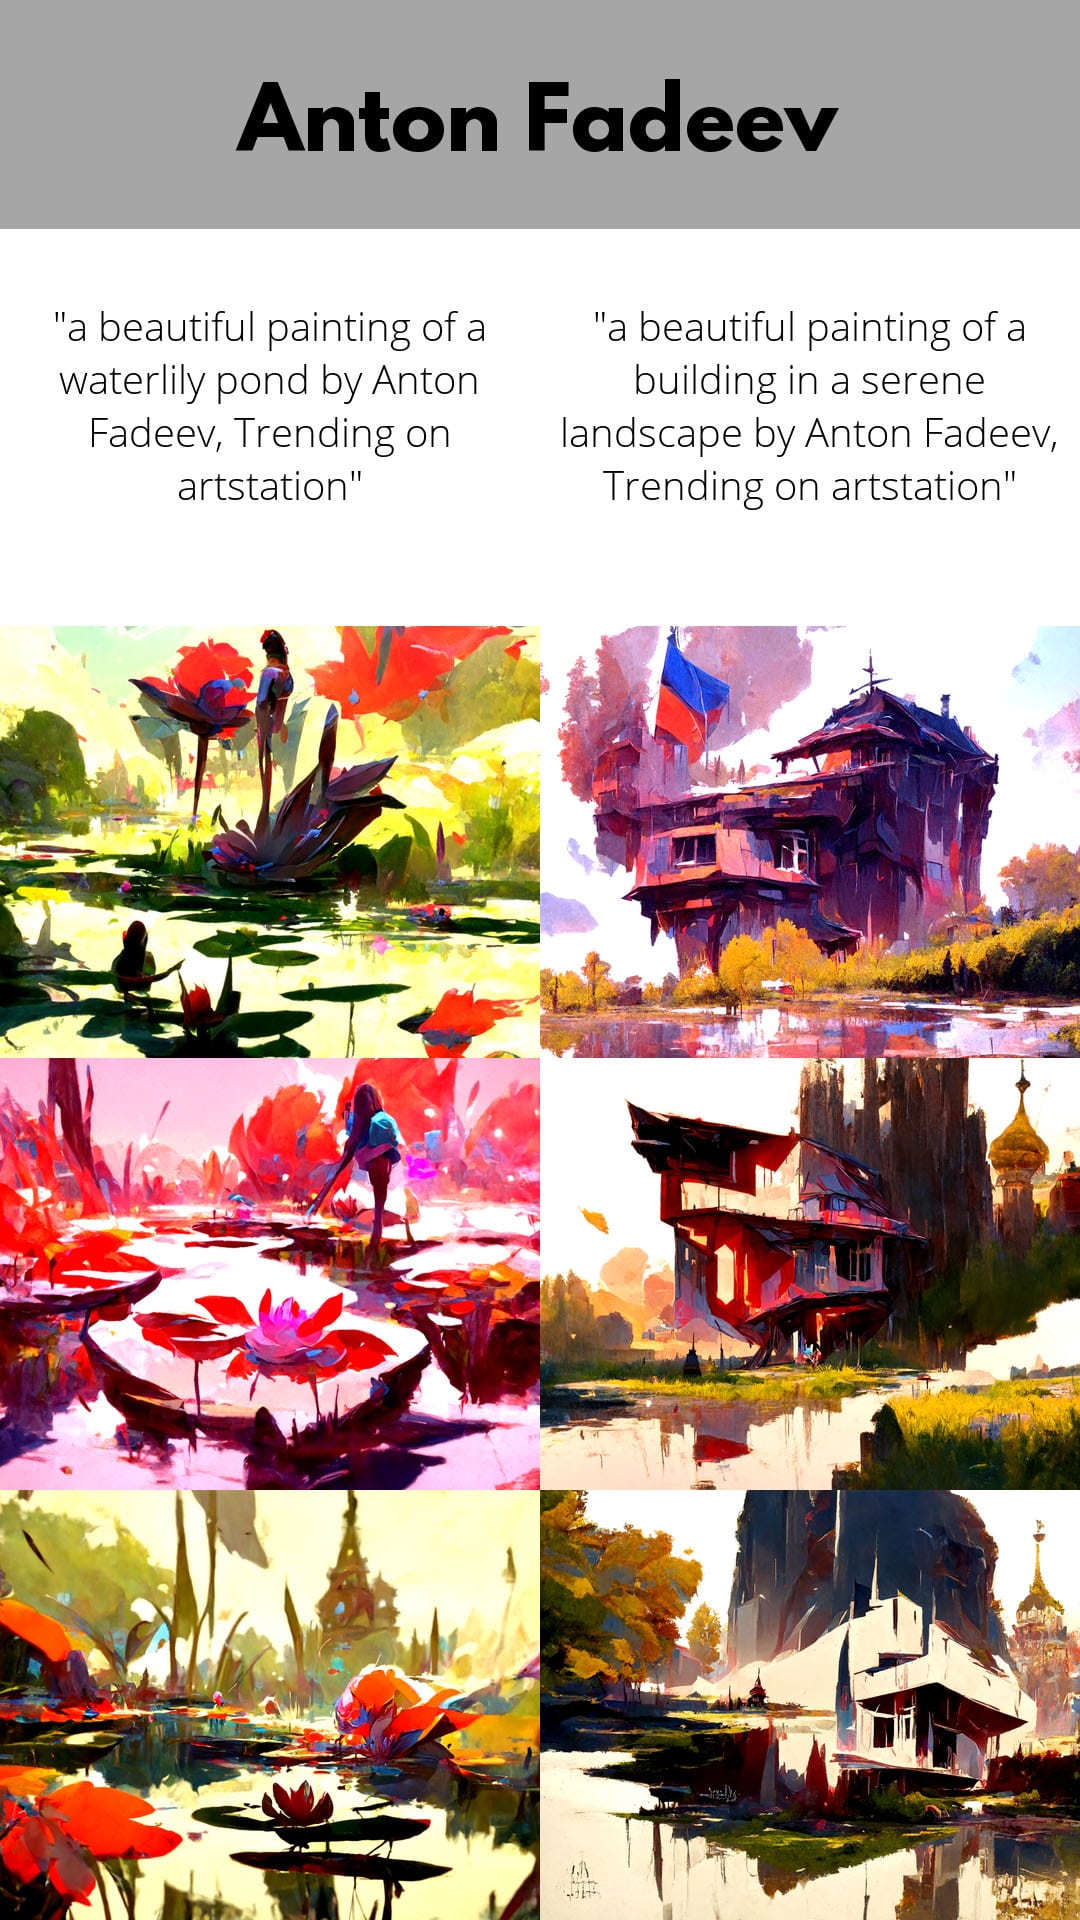 Anton Fadeev
"a beautiful painting of a
waterlily pond by Anton
Fadeev, Trending on
artstation"
"a beautiful painting of a
building in a serene
landscape by Anton Fadeev,
Trending on artstation"